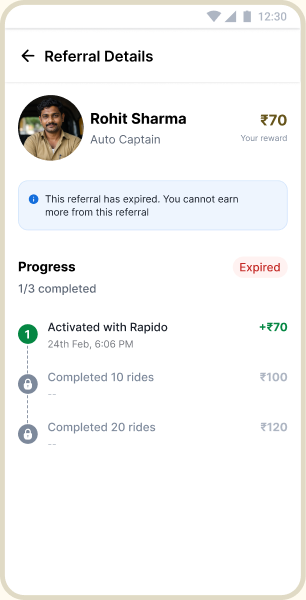 12:30
Referral Details
Rohit Sharma
₹70
Auto Captain
Your reward
This referral has expired. You cannot earn
more from this referral
Progress
Expired
1/3 completed
1
Activated with Rapido
+₹70
24th Feb, 6:06 PM
Completed 10 rides
₹100
--
Completed 20 rides
₹120
--